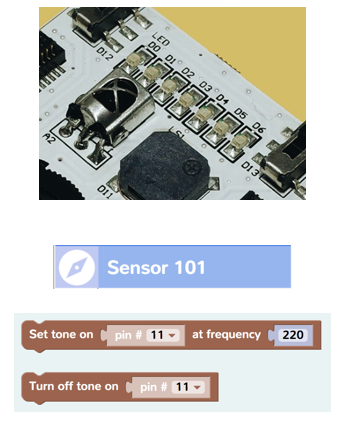 LED
D12
D0
D1
D2
D3
D4
D5
D6
A2
LS1
D11
D13
Sensor 101
Set tone on pin # 11 at frequency 220
Turn off tone on pin # 11